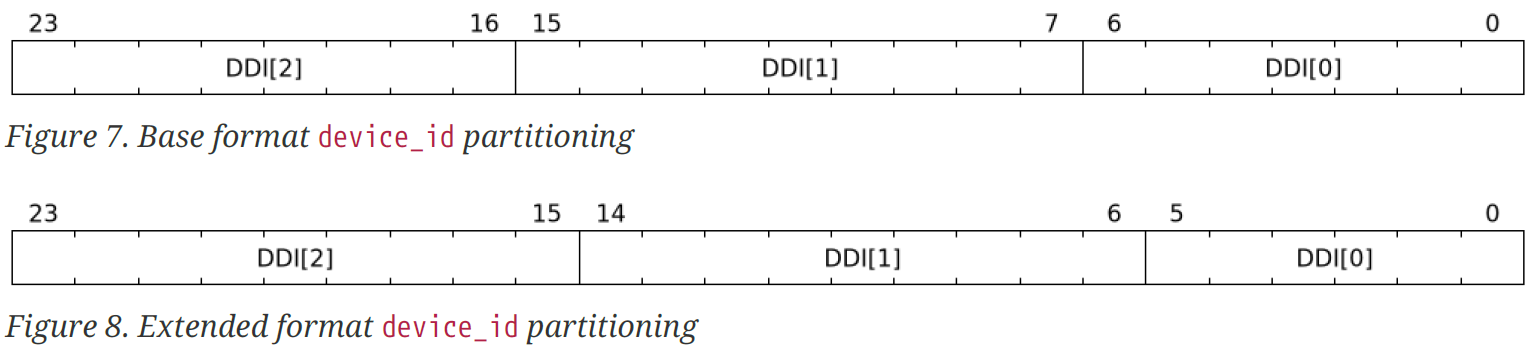 23 16 15 7 6 0
DDI[2] DDI[1] DDI[0]
Figure 7. Base format device_id partitioning
23 15 14 6 5 0
DDI[2] DDI[1] DDI[0]
Figure 8. Extended format device_id partitioning